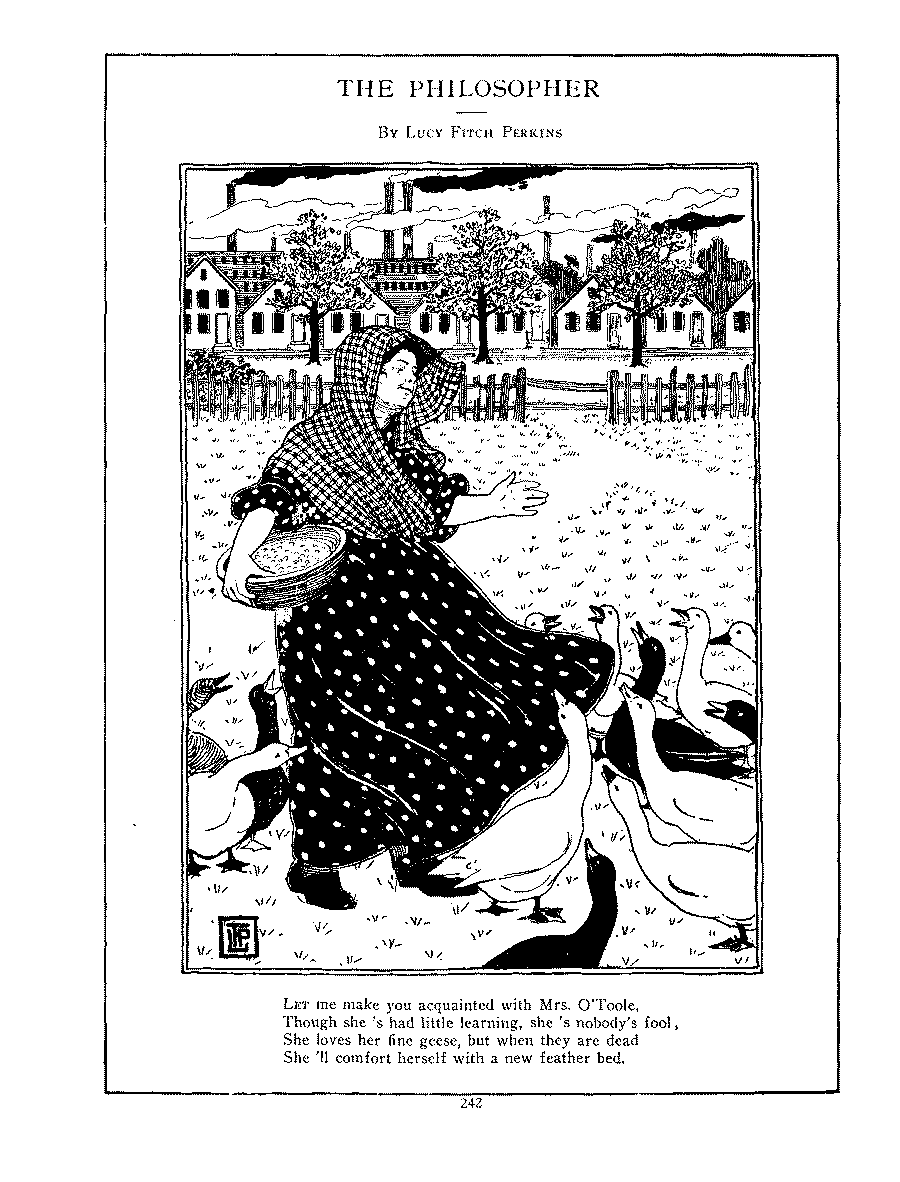 THE PHILOSOPHER
BY LUCY FITCH PERKINS
LFP
LET me make you acquainted with Mrs. O'Toole,
Though she 's had little learning, she 's nobody's fool,
She loves her fine geese, but when they are dead
She 'll comfort herself with a new feather bed.
242